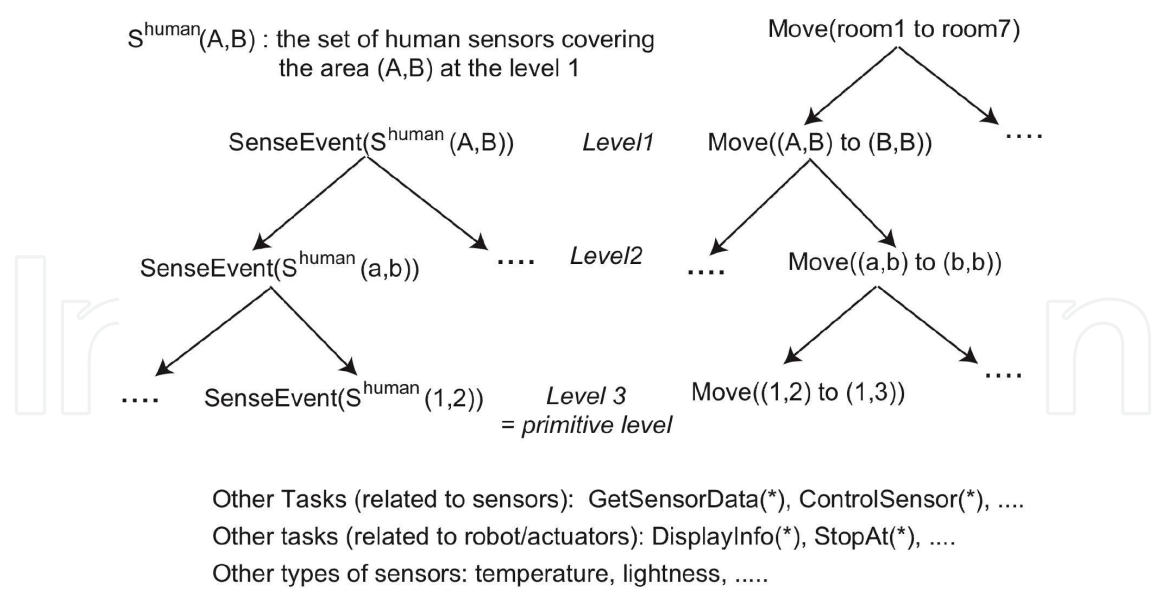 S^human(A,B) : the set of human sensors covering
the area (A,B) at the level 1
Move(room1 to room7)
SenseEvent(S^human (A,B))
Level1
Move((A,B) to (B,B))
....
SenseEvent(S^human (a,b))
....
Level2
....
Move((a,b) to (b,b))
....
SenseEvent(S^human (1,2))
Level 3
= primitive level
Move((1,2) to (1,3))
....
Other Tasks (related to sensors): GetSensorData(*), ControlSensor(*), ....
Other tasks (related to robot/actuators): DisplayInfo(*), StopAt(*), ....
Other types of sensors: temperature, lightness, .....